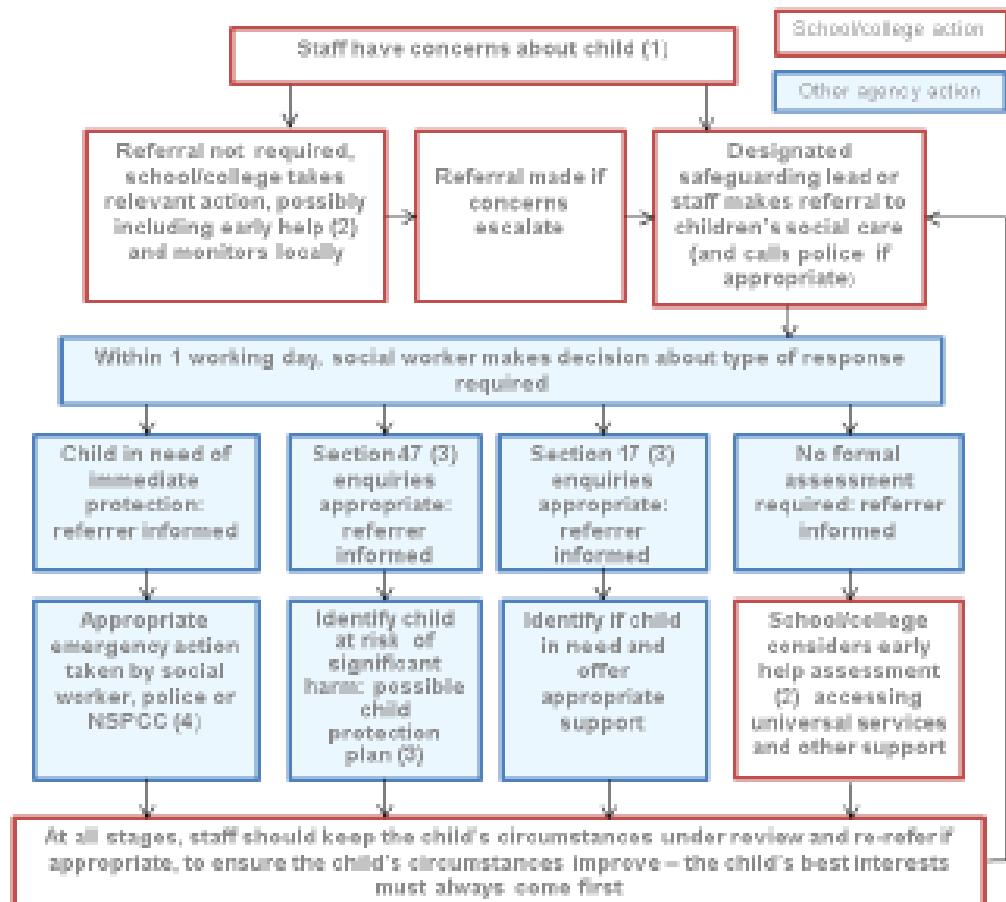 Staff have concerns about child (1)
School/college action
Other agency action
Referral not required,
school/college takes
relevant action, possibly
including early help (2)
and monitors locally
Referral made if
concerns
escalate
Designated
safeguarding lead or
staff makes referral to
children's social care
(and calls police if
appropriate)
Within 1 working day, social worker makes decision about type of response
required
Child in need of
immediate
protection:
referrer informed
Section 47 (3)
enquiries
appropriate:
referrer
informed
Section 17 (3)
enquiries
appropriate:
referrer
informed
No formal
assessment
required: referrer
informed
Appropriate
emergency action
taken by social
worker, police or
NSPCC (4)
Identify child
at risk of
significant
harm: possible
child
protection
plan (3)
Identify if child
in need and
offer
appropriate
support
School/college
considers early
help assessment
(2) accessing
universal services
and other support
At all stages, staff should keep the child's circumstances under review and re-refer if
appropriate, to ensure the child's circumstances improve – the child's best interests
must always come first